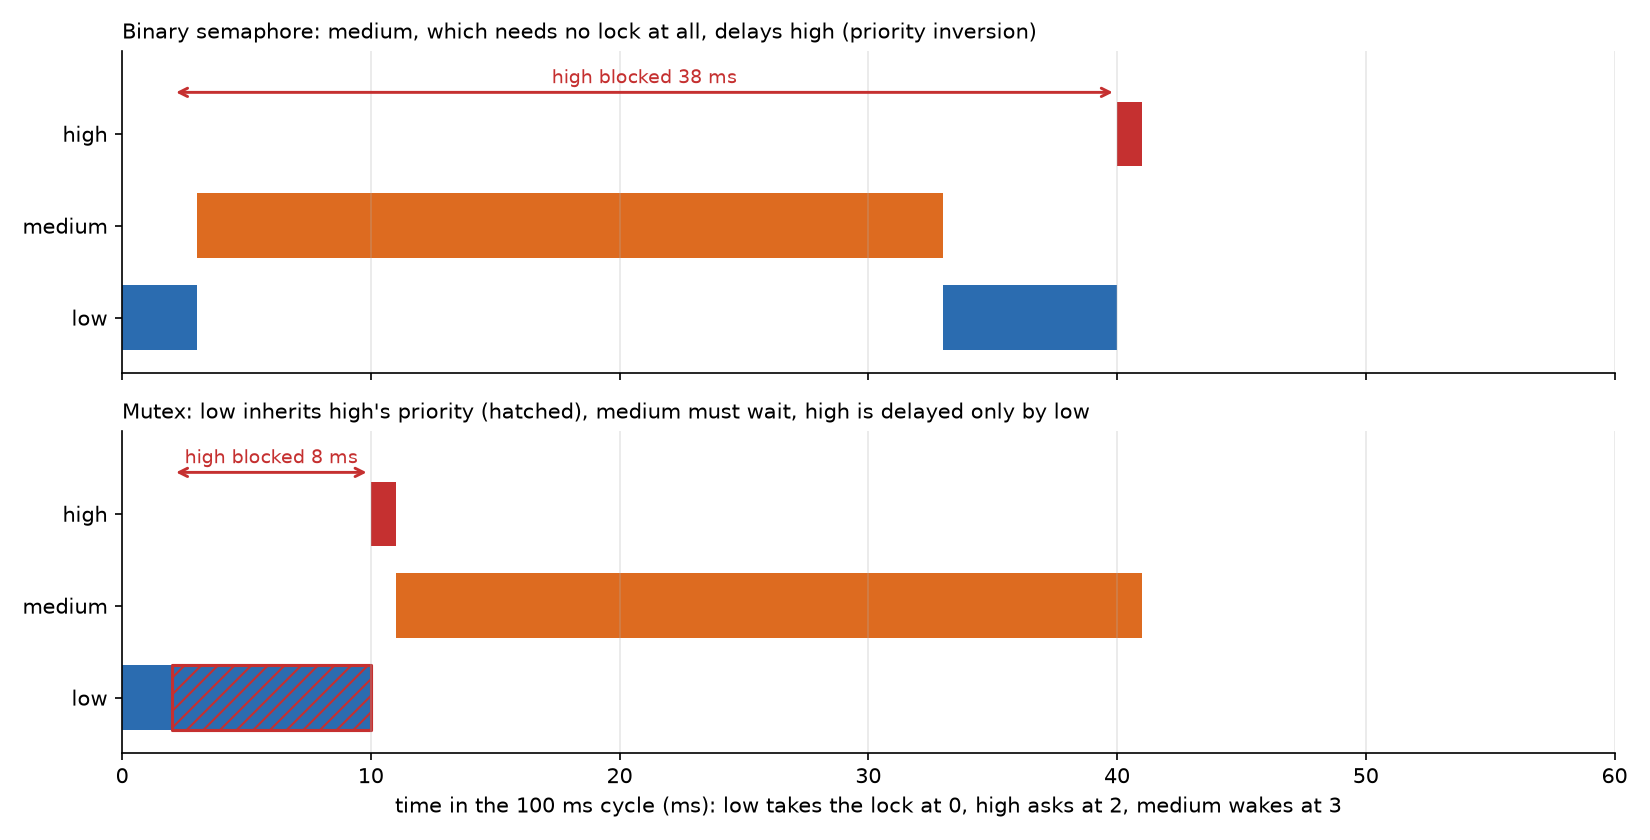 Binary semaphore: medium, which needs no lock at all, delays high (priority inversion)
high blocked 38 ms
high
medium
low
Mutex: low inherits high's priority (hatched), medium must wait, high is delayed only by low
high blocked 8 ms
high
medium
low
0 10 20 30 40 50 60
time in the 100 ms cycle (ms): low takes the lock at 0, high asks at 2, medium wakes at 3